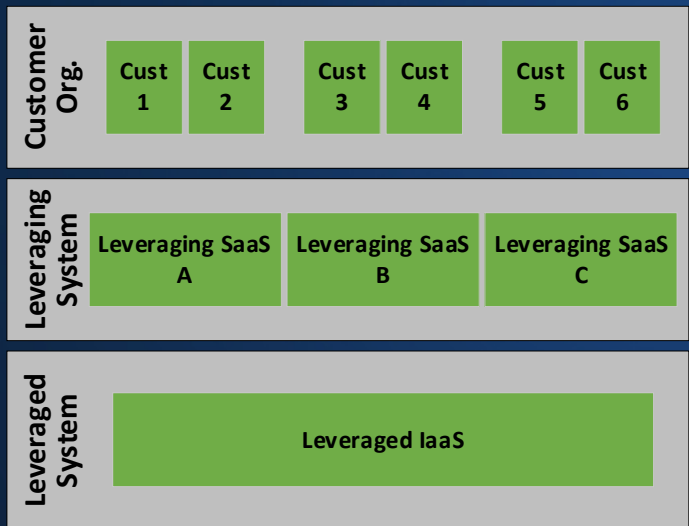 Customer
Org.
Cust
1
Cust
2
Cust
3
Cust
4
Cust
5
Cust
6
Leveraging
System
Leveraging SaaS
A
Leveraging SaaS
B
Leveraging SaaS
C
Leveraged
System
Leveraged IaaS